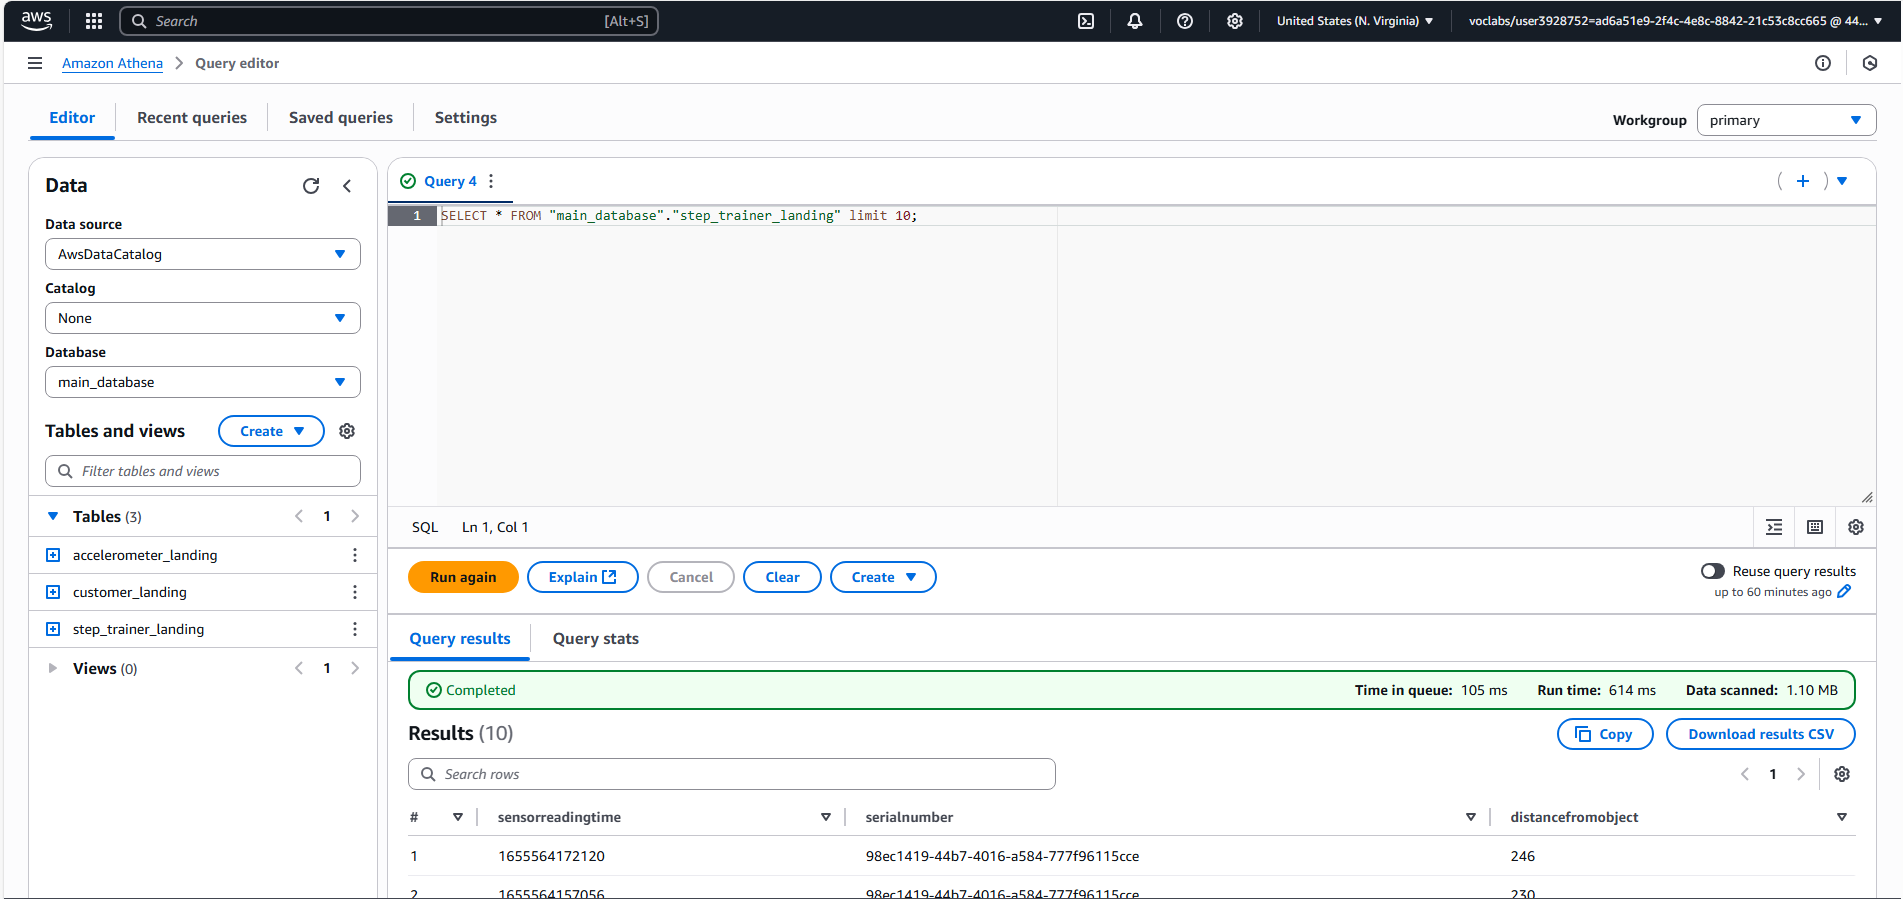 aws
Search
[Alt+S]
United States (N. Virginia)
voclabs/user3928752=ad6a51e9-2f4c-4e8c-8842-21c53c8cc665 @ 44...
Amazon Athena
Query editor
Editor
Recent queries
Saved queries
Settings
Workgroup
primary
Data
Data source
AwsDataCatalog
Catalog
None
Database
main_database
Tables and views
Create
Filter tables and views
Tables (3)
1
accelerometer_landing
customer_landing
step_trainer_landing
Views (0)
1
Query 4
1
SELECT * FROM "main_database"."step_trainer_landing" limit 10;
SQL
Ln 1, Col 1
Run again
Explain
Cancel
Clear
Create
Reuse query results
up to 60 minutes ago
Query results
Query stats
Completed
Time in queue: 105 ms
Run time: 614 ms
Data scanned: 1.10 MB
Results (10)
Copy
Download results CSV
Search rows
1
# sensorreadingtime serialnumber distancefromobject
1 1655564172120 98ec1419-44b7-4016-a584-777f96115cce 246
2 1655564157056 98ec1419-44b7-4016-a584-777f96115cce 230